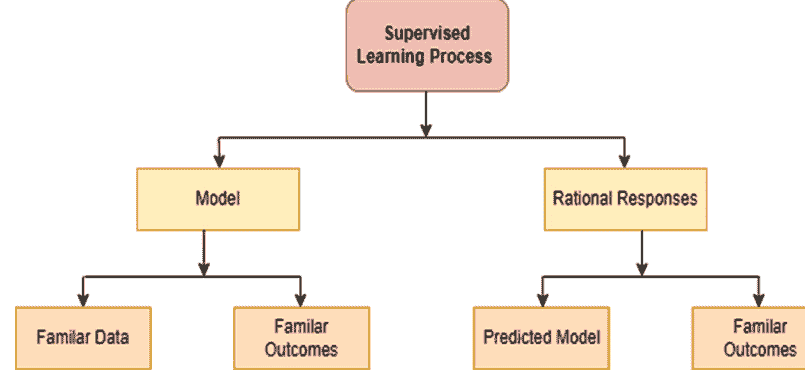 Supervised
Learning Process
Model
Rational Responses
Familar Data
Familar
Outcomes
Predicted Model
Familar
Outcomes